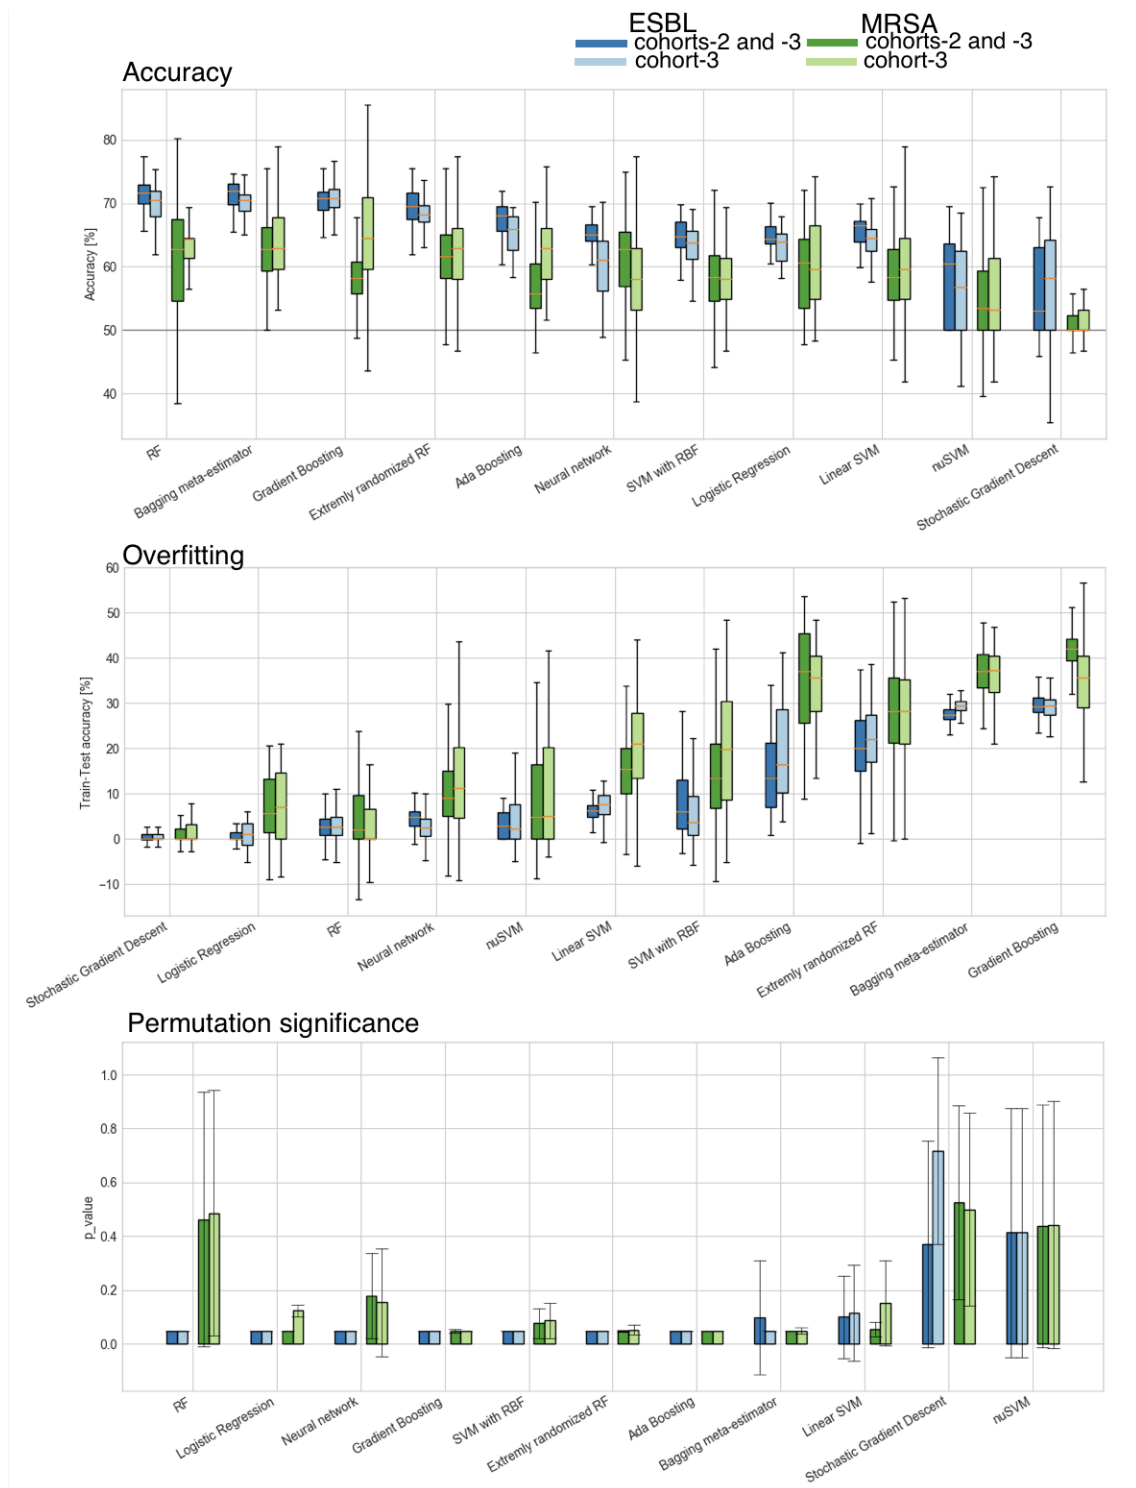 ESBL MRSA
cohorts-2 and -3 cohorts-2 and -3
cohort-3 cohort-3
Accuracy
Accuracy [%]
80
70
60
50
40
RF
Bagging meta-estimator
Gradient Boosting
Extremly randomized RF
Ada Boosting
Neural network
SVM with RBF
Logistic Regression
Linear SVM
nuSVM
Stochastic Gradient Descent
Overfitting
Train-Test accuracy [%]
60
50
40
30
20
10
0
−10
Stochastic Gradient Descent
Logistic Regression
RF
Neural network
nuSVM
Linear SVM
SVM with RBF
Ada Boosting
Extremly randomized RF
Bagging meta-estimator
Gradient Boosting
Permutation significance
p_value
1.0
0.8
0.6
0.4
0.2
0.0
RF
Logistic Regression
Neural network
Gradient Boosting
SVM with RBF
Extremly randomized RF
Ada Boosting
Bagging meta-estimator
Linear SVM
Stochastic Gradient Descent
nuSVM